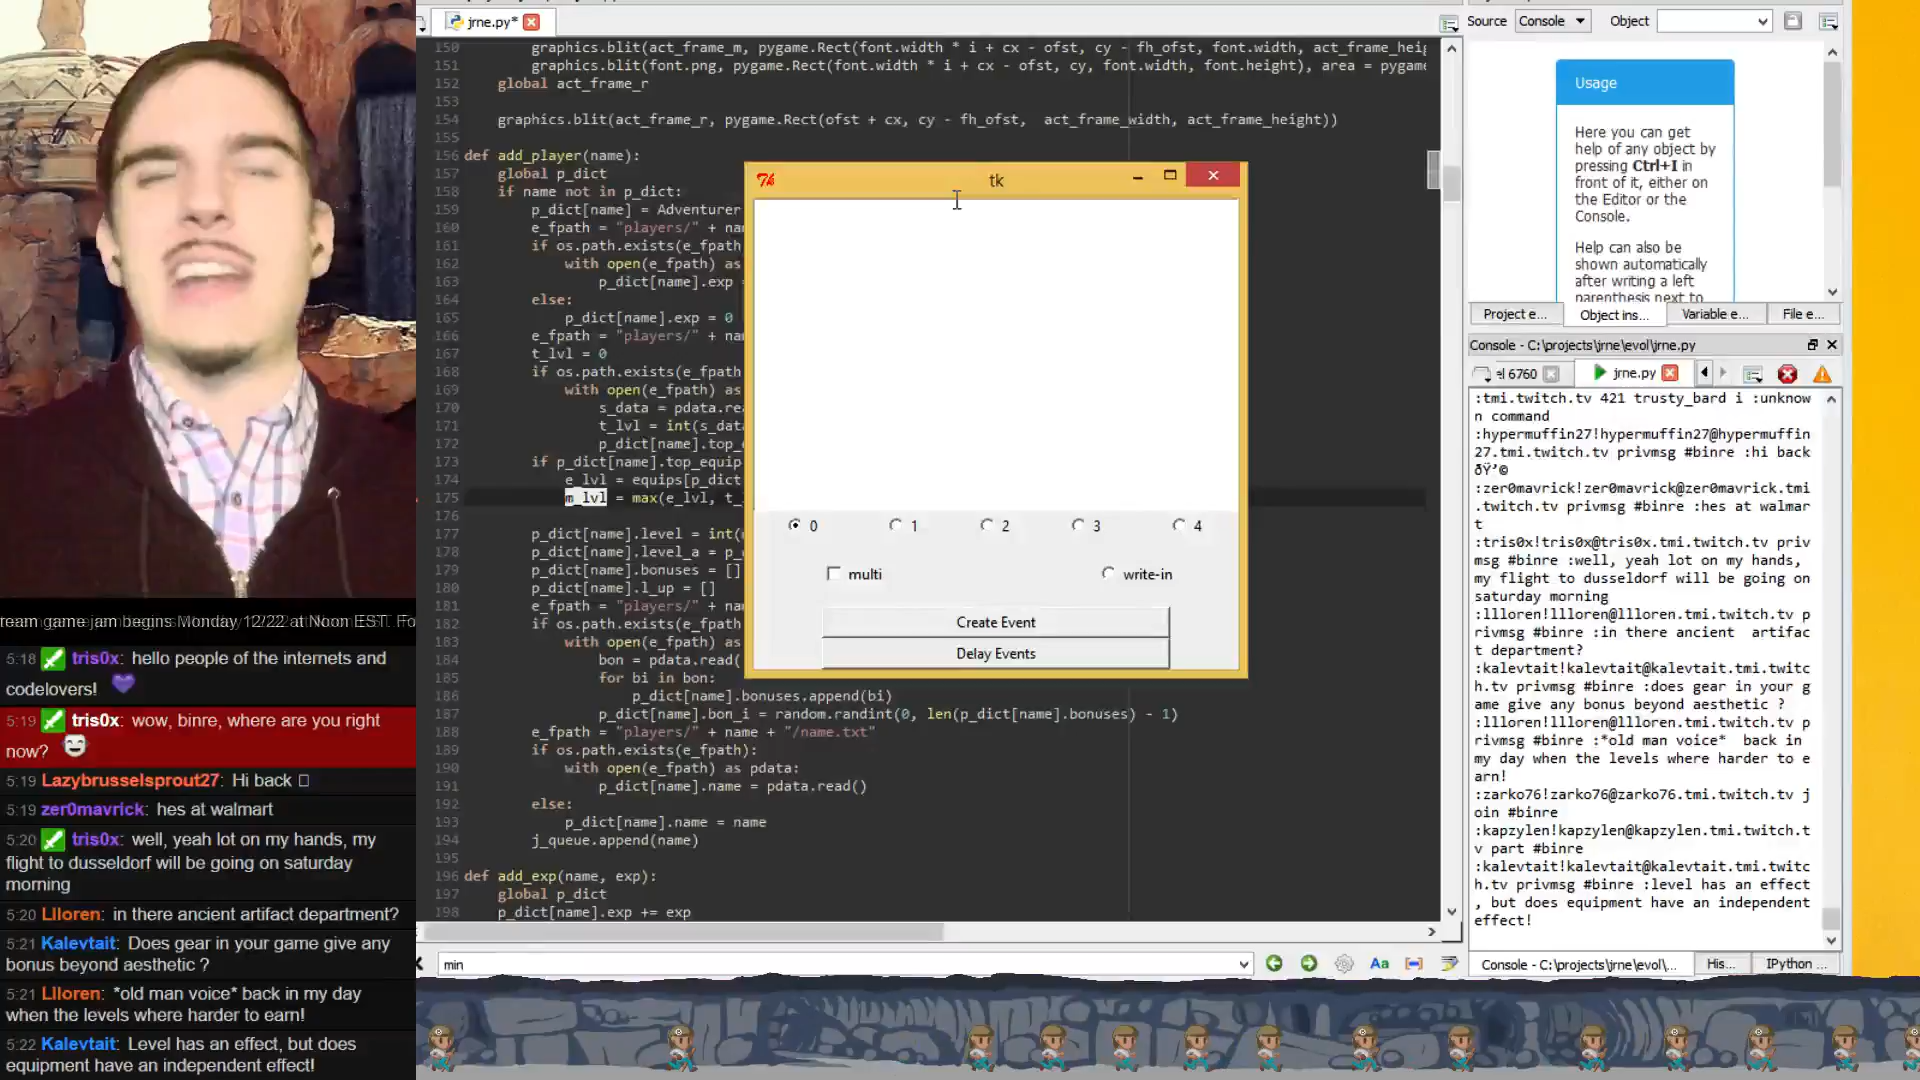 jrne.py*
150 graphics.blit(act_frame_m, pygame.Rect(font.width * i + cx - ofst, cy - fh_ofst, font.width, act_frame_heig
151 graphics.blit(font.png, pygame.Rect(font.width * i + cx - ofst, cy, font.width, font.height), area = pygame
152 global act_frame_r
153
154 graphics.blit(act_frame_r, pygame.Rect(ofst + cx, cy - fh_ofst, act_frame_width, act_frame_height))
155
156 def add_player(name):
157 global p_dict
158 if name not in p_dict:
159 p_dict[name] = Adventurer
160 e_fpath = "players/" + na
161 if os.path.exists(e_fpath
162 with open(e_fpath) as
163 p_dict[name].exp =
164 else:
165 p_dict[name].exp = 0
166 e_fpath = "players/" + na
167 t_lvl = 0
168 if os.path.exists(e_fpath
169 with open(e_fpath) as
170 s_data = pdata.rea
171 t_lvl = int(s_data
172 p_dict[name].top_e
173 if p_dict[name].top_equip
174 e_lvl = equips[p_dict
175 m_lvl = max(e_lvl, t_
176
177 p_dict[name].level = int(
178 p_dict[name].level_a = p_
179 p_dict[name].bonuses = []
180 p_dict[name].l_up = []
181 e_fpath = "players/" + na
182 if os.path.exists(e_fpath
183 with open(e_fpath) as
184 bon = pdata.read(
185 for bi in bon:
186 p_dict[name].bonuses.append(bi)
187 p_dict[name].bon_i = random.randint(0, len(p_dict[name].bonuses) - 1)
188 e_fpath = "players/" + name + "/name.txt"
189 if os.path.exists(e_fpath):
190 with open(e_fpath) as pdata:
191 p_dict[name].name = pdata.read()
192 else:
193 p_dict[name].name = name
194 j_queue.append(name)
195
196 def add_exp(name, exp):
197 global p_dict
198 p_dict[name].exp += exp
min
Aa
tk
0 1 2 3 4
multi write-in
Create Event
Delay Events
Source Console Object
Usage
Here you can get
help of any object by
pressing Ctrl+I in
front of it, either on
the Editor or the
Console.
Help can also be
shown automatically
after writing a left
parenthesis next to
Project e... Object ins... Variable e... File e...
Console - C:\projects\jrne\evol\jrne.py
el 6760 jrne.py
:tmi.twitch.tv 421 trusty_bard i :unknow
n command
:hypermuffin27!hypermuffin27@hypermuffin
27.tmi.twitch.tv privmsg #binre :hi back
ðŸ’©
:zer0mavrick!zer0mavrick@zer0mavrick.tmi
.twitch.tv privmsg #binre :hes at walmar
t
:tris0x!tris0x@tris0x.tmi.twitch.tv priv
msg #binre :well, yeah lot on my hands,
my flight to dusseldorf will be going on
saturday morning
:llloren!llloren@llloren.tmi.twitch.tv p
rivmsg #binre :in there ancient artifac
t department?
:kalevtait!kalevtait@kalevtait.tmi.twitc
h.tv privmsg #binre :does gear in your g
ame give any bonus beyond aesthetic ?
:llloren!llloren@llloren.tmi.twitch.tv p
rivmsg #binre :*old man voice* back in
my day when the levels where harder to e
arn!
:zarko76!zarko76@zarko76.tmi.twitch.tv j
oin #binre
:kapzylen!kapzylen@kapzylen.tmi.twitch.t
v part #binre
:kalevtait!kalevtait@kalevtait.tmi.twitc
h.tv privmsg #binre :level has an effect
, but does equipment have an independent
effect!
Console - C:\projects\jrne\evol\... His... IPython ...
ream game jam begins Monday 12/22 at Noon EST. Fo
5:18 tris0x: hello people of the internets and
codelovers!
5:19 tris0x: wow, binre, where are you right
now?
5:19 Lazybrusselsprout27: Hi back
5:19 zer0mavrick: hes at walmart
5:20 tris0x: well, yeah lot on my hands, my
flight to dusseldorf will be going on saturday
morning
5:20 Llloren: in there ancient artifact department?
5:21 Kalevtait: Does gear in your game give any
bonus beyond aesthetic ?
5:21 Llloren: *old man voice* back in my day
when the levels where harder to earn!
5:22 Kalevtait: Level has an effect, but does
equipment have an independent effect!